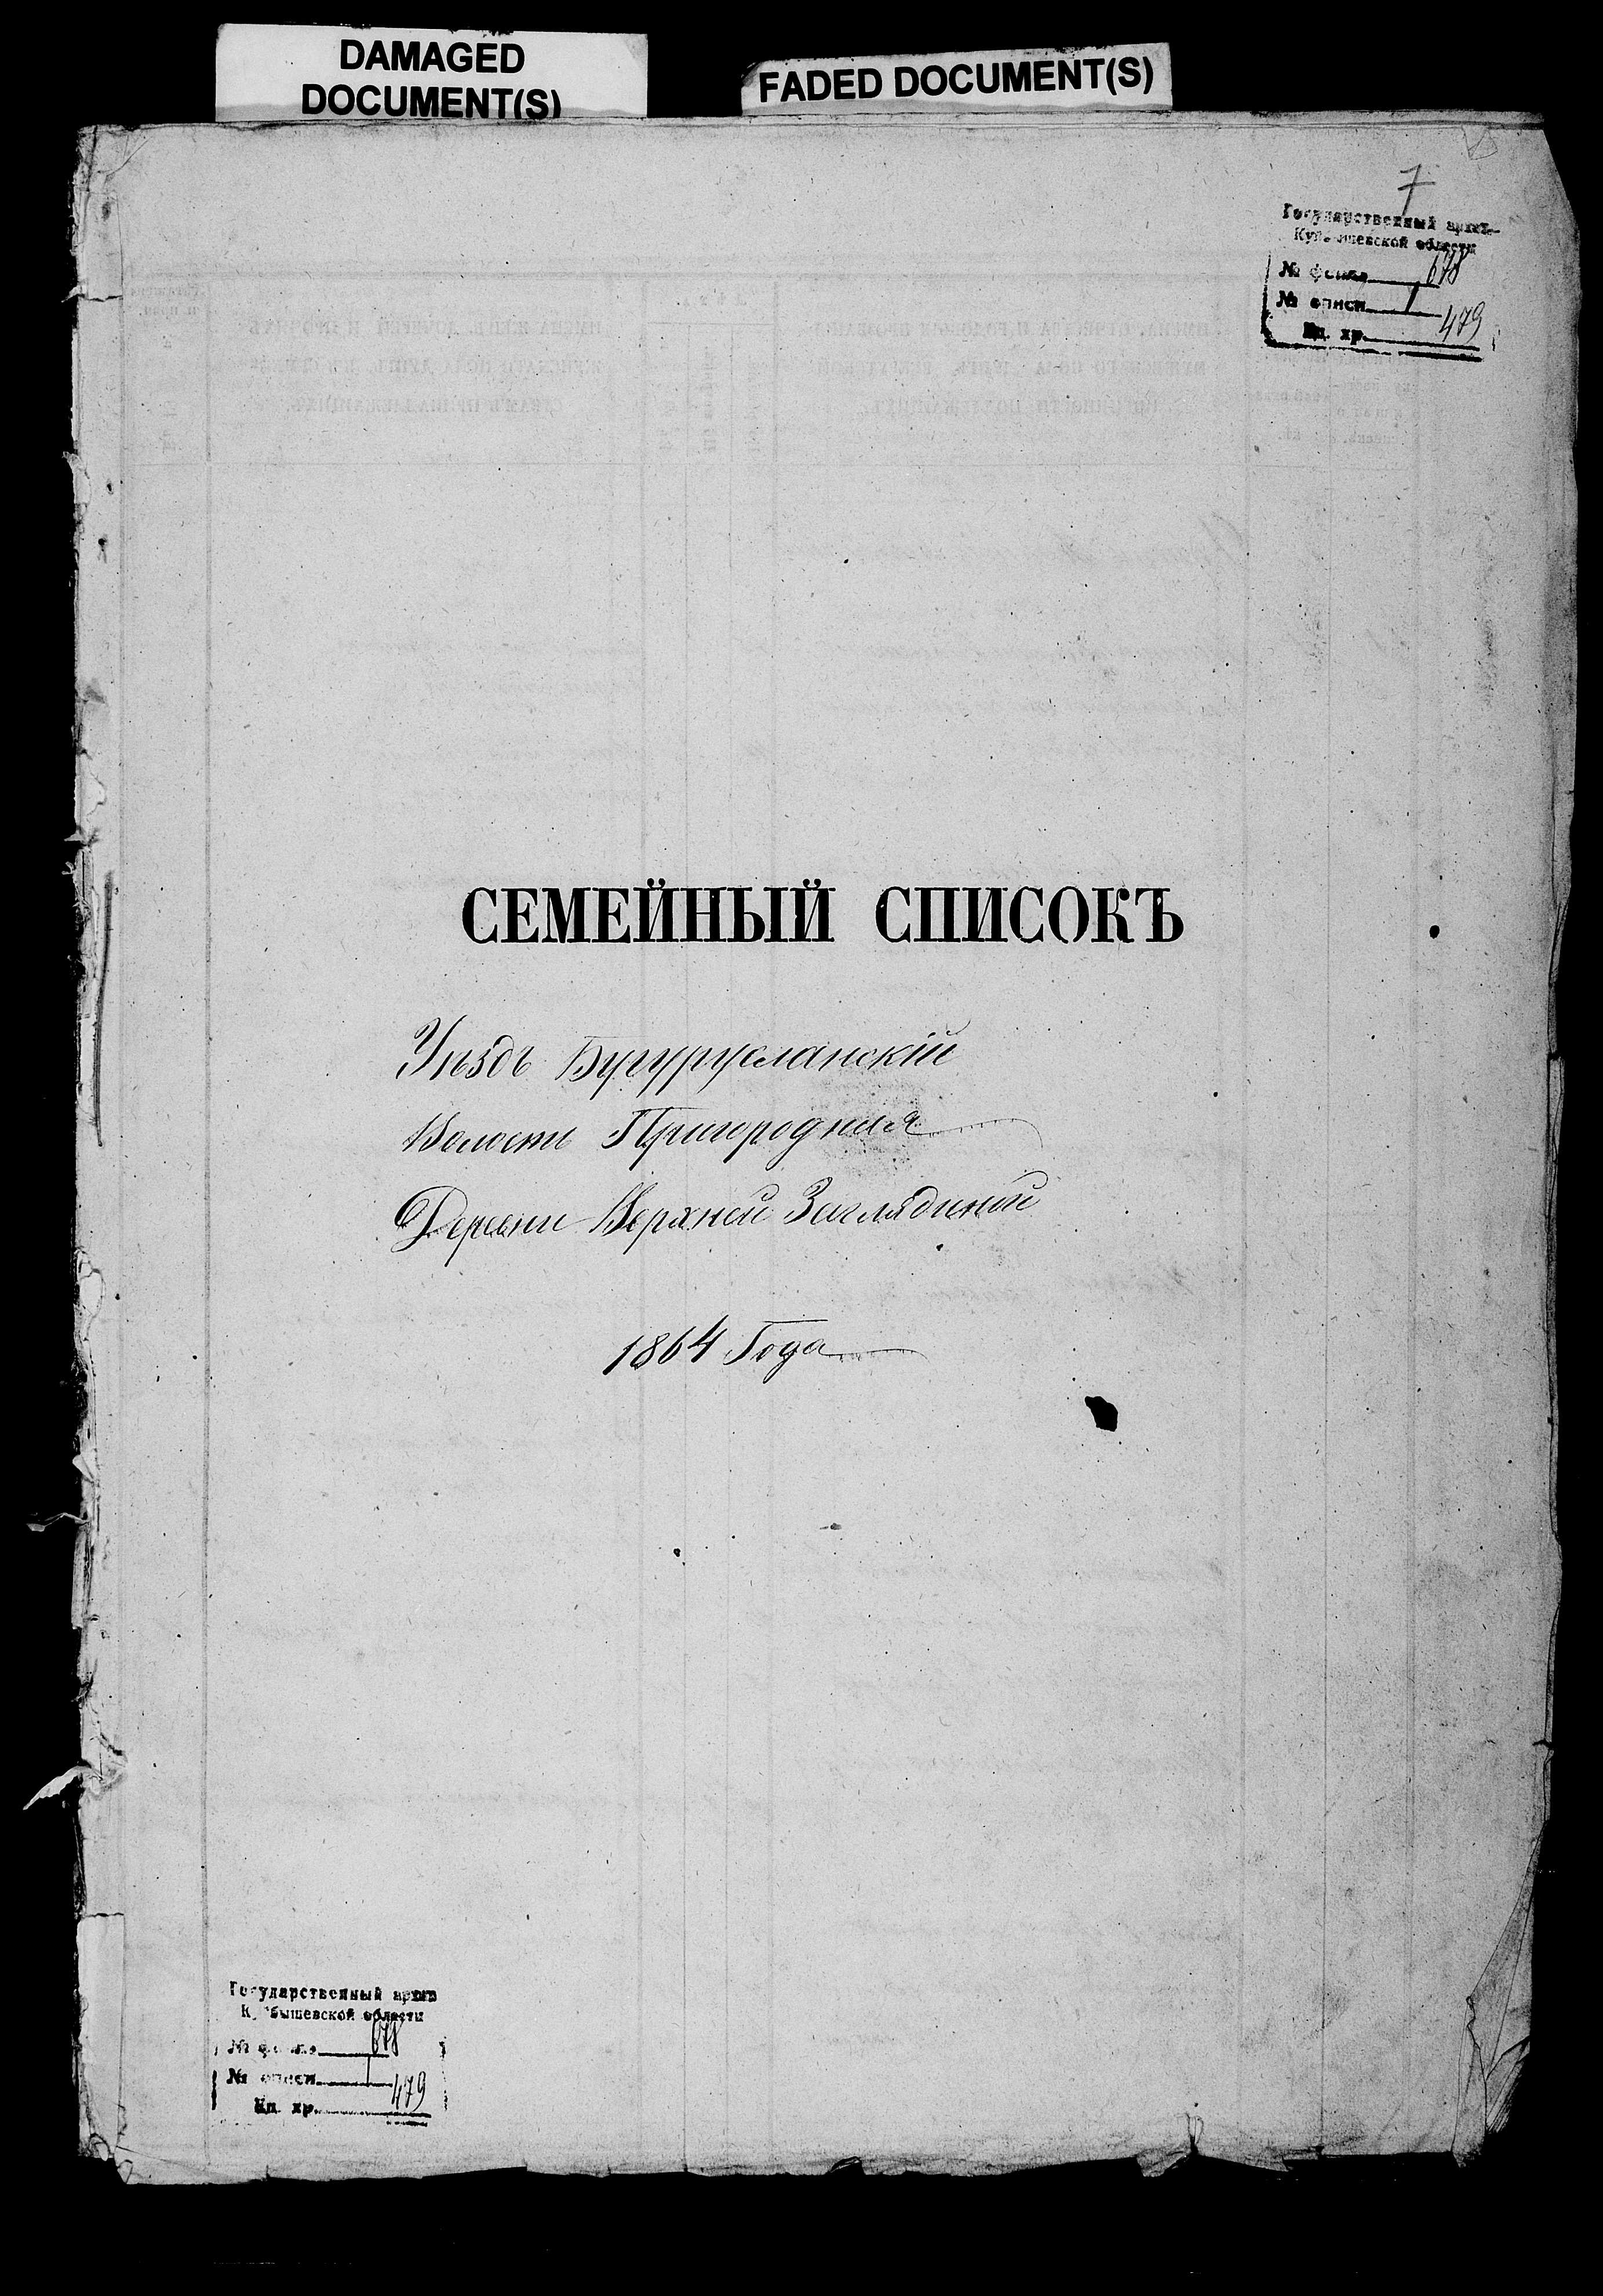 DAMAGED
DOCUMENT(S)
FADED DOCUMENT(S)
7
Государственный архив
Куйбышевской области
№ фонда 678
№ описи 1
Ед. хр. 479
СЕМЕЙНЫЙ СПИСОКЪ
Уѣздъ Бугурусланскій
Волость Пригородная
Деревни Верхней Заглядиной
1864 Года
Государственный архив
Куйбышевской области
№ фонда 678
№ описи 1
Ед. хр. 479